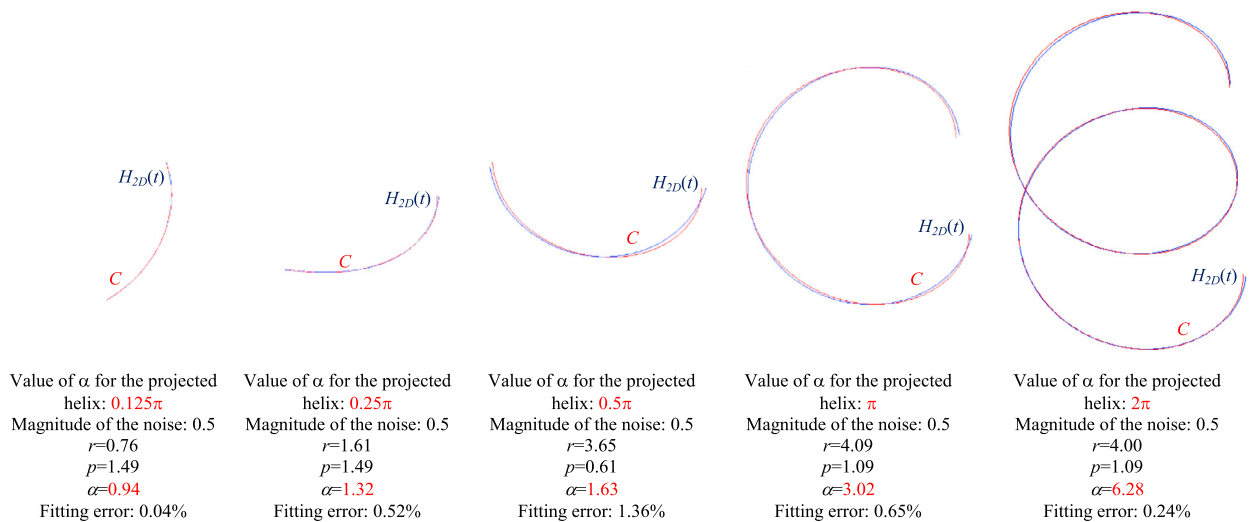 H2D(t)
C
H2D(t)
C
H2D(t)
C
H2D(t)
C
H2D(t)
C
Value of α for the projected
helix: 0.125π
Magnitude of the noise: 0.5
r=0.76
p=1.49
α=0.94
Fitting error: 0.04%
Value of α for the projected
helix: 0.25π
Magnitude of the noise: 0.5
r=1.61
p=1.49
α=1.32
Fitting error: 0.52%
Value of α for the projected
helix: 0.5π
Magnitude of the noise: 0.5
r=3.65
p=0.61
α=1.63
Fitting error: 1.36%
Value of α for the projected
helix: π
Magnitude of the noise: 0.5
r=4.09
p=1.09
α=3.02
Fitting error: 0.65%
Value of α for the projected
helix: 2π
Magnitude of the noise: 0.5
r=4.00
p=1.09
α=6.28
Fitting error: 0.24%